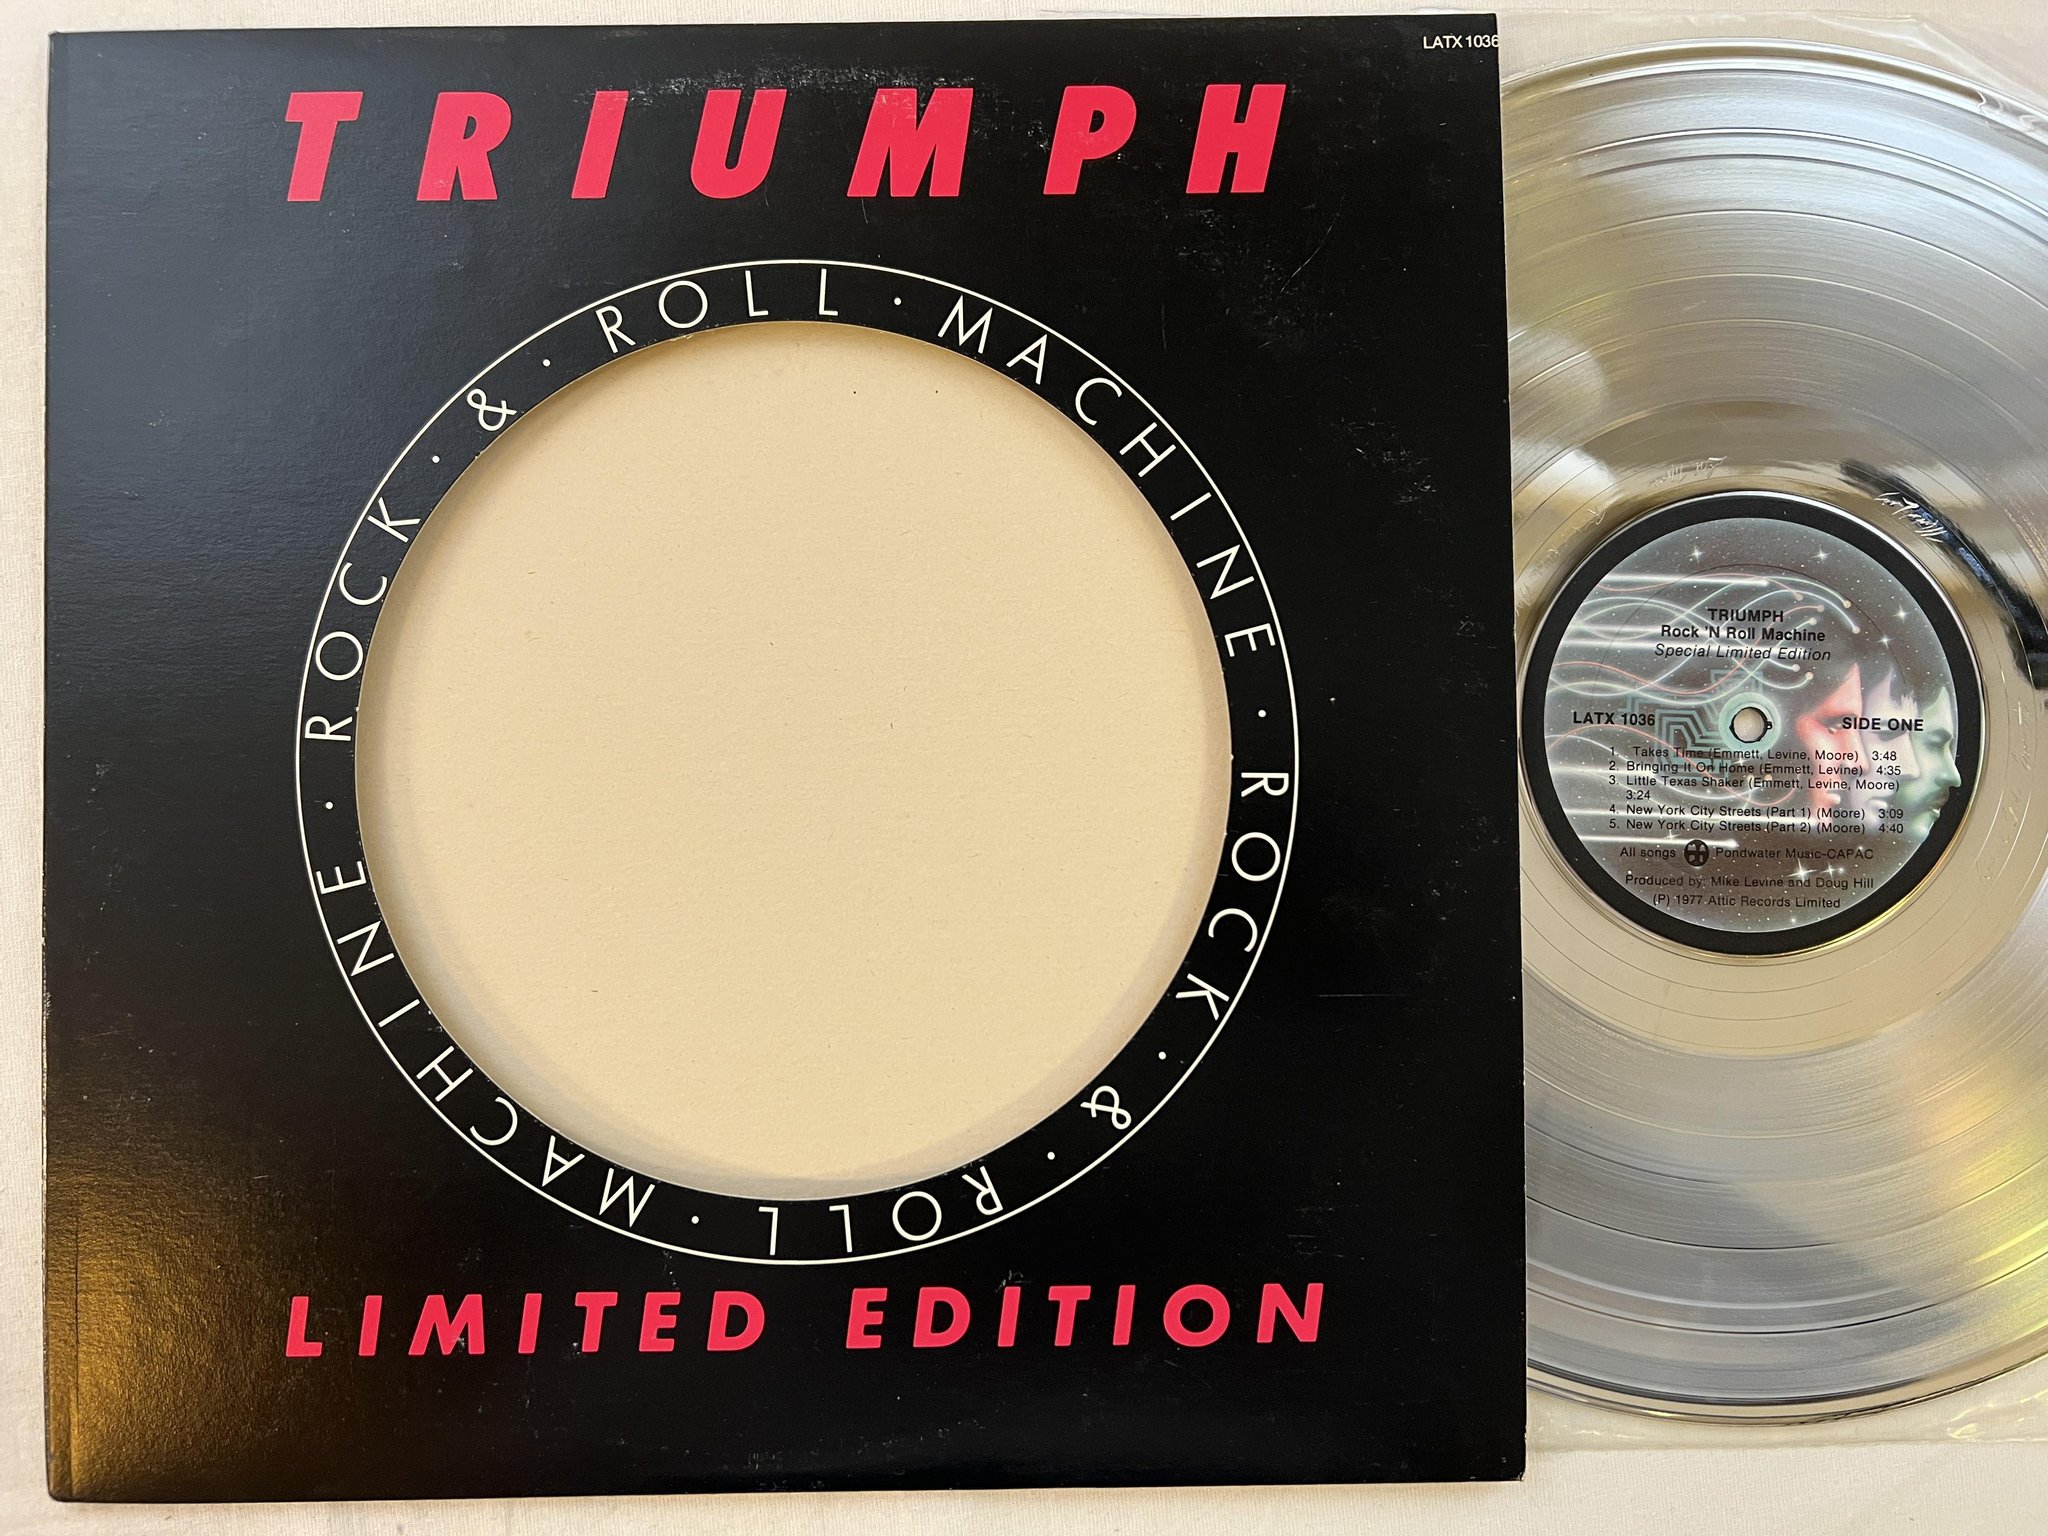 LATX 1036
TRIUMPH
ROCK · & · ROLL · MACHINE · ROCK · & · ROLL · MACHINE ·
LIMITED EDITION
TRIUMPH
Rock 'N Roll Machine
Special Limited Edition
LATX 1036
SIDE ONE
1. Takes Time (Emmett, Levine, Moore) 3:48
2. Bringing It On Home (Emmett, Levine) 4:35
3. Little Texas Shaker (Emmett, Levine, Moore)
3:24
4. New York City Streets (Part 1) (Moore) 3:09
5. New York City Streets (Part 2) (Moore) 4:40
All songs Pondwater Music-CAPAC
Produced by: Mike Levine and Doug Hill
(P) 1977 Attic Records Limited